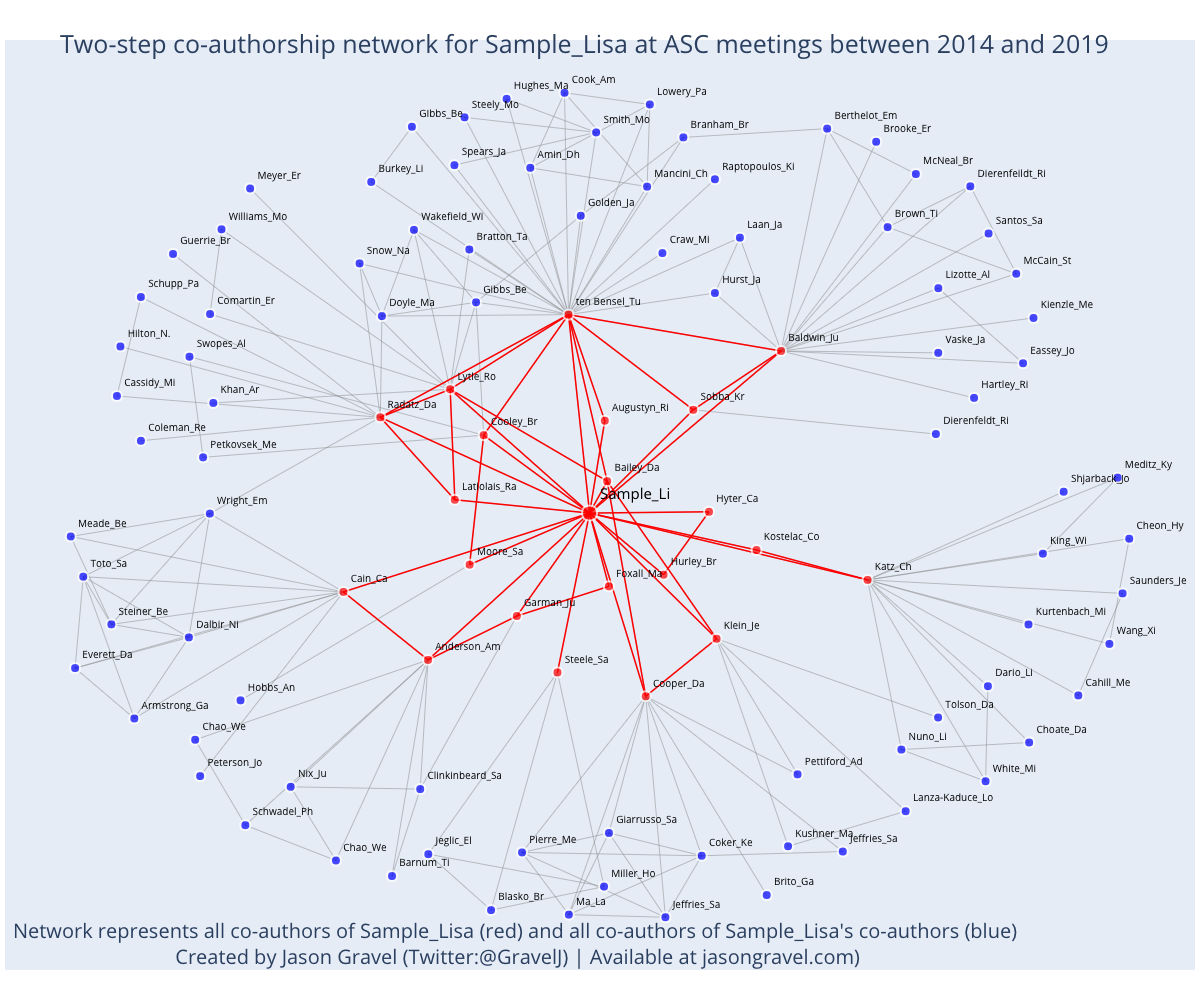 Two-step co-authorship network for Sample_Lisa at ASC meetings between 2014 and 2019
Hughes_Ma
Cook_Am
Steely_Mo
Lowery_Pa
Gibbs_Be
Smith_Mo
Branham_Br
Berthelot_Em
Brooke_Er
Spears_Ja
Amin_Dh
McNeal_Br
Meyer_Er
Burkey_Li
Mancini_Ch
Raptopoulos_Ki
Dierenfeildt_Ri
Williams_Mo
Wakefield_Wi
Golden_Ja
Laan_Ja
Brown_Ti
Santos_Sa
Guerrie_Br
Snow_Na
Bratton_Ta
Craw_Mi
McCain_St
Schupp_Pa
Comartin_Er
Doyle_Ma
Gibbs_Be
ten Bensel_Tu
Hurst_Ja
Lizotte_Al
Kienzle_Me
Hilton_N.
Swopes_Al
Baldwin_Ju
Vaske_Ja
Eassey_Jo
Cassidy_Mi
Khan_Ar
Radatz_Da
Lytle_Ro
Sobba_Kr
Hartley_Ri
Coleman_Re
Petkovsek_Me
Cooley_Br
Augustyn_Ri
Dierenfeldt_Ri
Bailey_Da
Latiolais_Ra
Sample_Li
Hyter_Ca
Shjarback_Jo
Meditz_Ky
Wright_Em
Meade_Be
Kostelac_Co
King_Wi
Cheon_Hy
Toto_Sa
Cain_Ca
Moore_Sa
Foxall_Ma
Hurley_Br
Katz_Ch
Saunders_Je
Steiner_Be
Dalbir_Ni
Garman_Ju
Klein_Je
Kurtenbach_Mi
Wang_Xi
Everett_Da
Anderson_Am
Steele_Sa
Cooper_Da
Dario_Li
Cahill_Me
Hobbs_An
Armstrong_Ga
Chao_We
Tolson_Da
Nuno_Li
Choate_Da
Peterson_Jo
Nix_Ju
Clinkinbeard_Sa
Pettiford_Ad
White_Mi
Schwadel_Ph
Lanza-Kaduce_Lo
Chao_We
Jeglic_El
Pierre_Me
Giarrusso_Sa
Coker_Ke
Kushner_Ma
Jeffries_Sa
Barnum_Ti
Blasko_Br
Miller_Ho
Ma_La
Jeffries_Sa
Brito_Ga
Network represents all co-authors of Sample_Lisa (red) and all co-authors of Sample_Lisa's co-authors (blue)
Created by Jason Gravel (Twitter:@GravelJ) | Available at jasongravel.com)